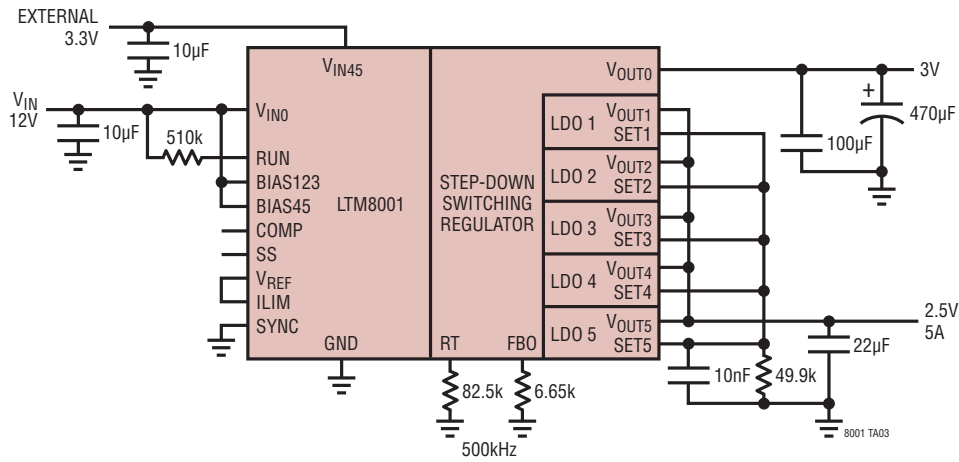 EXTERNAL
3.3V
10µF
VIN45
VOUT0
3V
VIN
12V
10µF
510k
VIN0
RUN
BIAS123
BIAS45
COMP
SS
VREF
ILIM
SYNC
GND
LTM8001
STEP-DOWN
SWITCHING
REGULATOR
RT
FBO
LDO 1
VOUT1
SET1
LDO 2
VOUT2
SET2
LDO 3
VOUT3
SET3
LDO 4
VOUT4
SET4
LDO 5
VOUT5
SET5
+
470µF
100µF
2.5V
5A
22µF
10nF
49.9k
82.5k
6.65k
500kHz
8001 TA03